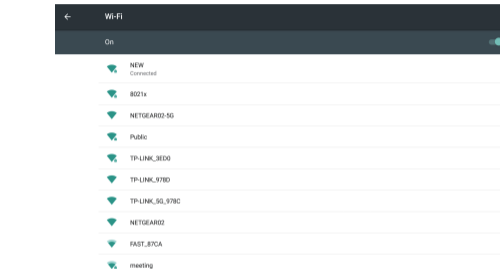 Wi-Fi
On
NEW
Connected
8021x
NETGEAR02-5G
Public
TP-LINK_3ED0
TP-LINK_978D
TP-LINK_5G_978C
NETGEAR02
FAST_87CA
meeting